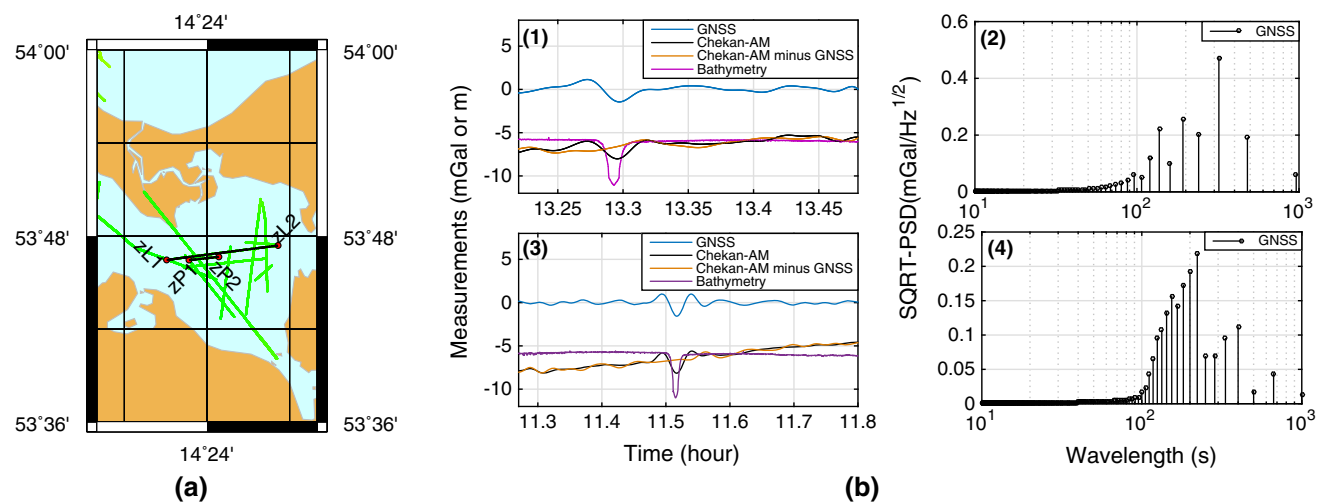 14°24'
54°00'
54°00'
53°48'
53°48'
53°36'
53°36'
14°24'
zL1
zP1
zP2
zL2
(a)
Measurements (mGal or m)
(1)
GNSS
Chekan-AM
Chekan-AM minus GNSS
Bathymetry
5
0
-5
-10
13.25
13.3
13.35
13.4
13.45
(3)
GNSS
Chekan-AM
Chekan-AM minus GNSS
Bathymetry
5
0
-5
-10
11.3
11.4
11.5
11.6
11.7
11.8
Time (hour)
SQRT-PSD(mGal/Hz^1/2)
(2)
GNSS
0.6
0.4
0.2
0
10^1
10^2
10^3
(4)
GNSS
0.25
0.2
0.15
0.1
0.05
0
10^1
10^2
10^3
Wavelength (s)
(b)